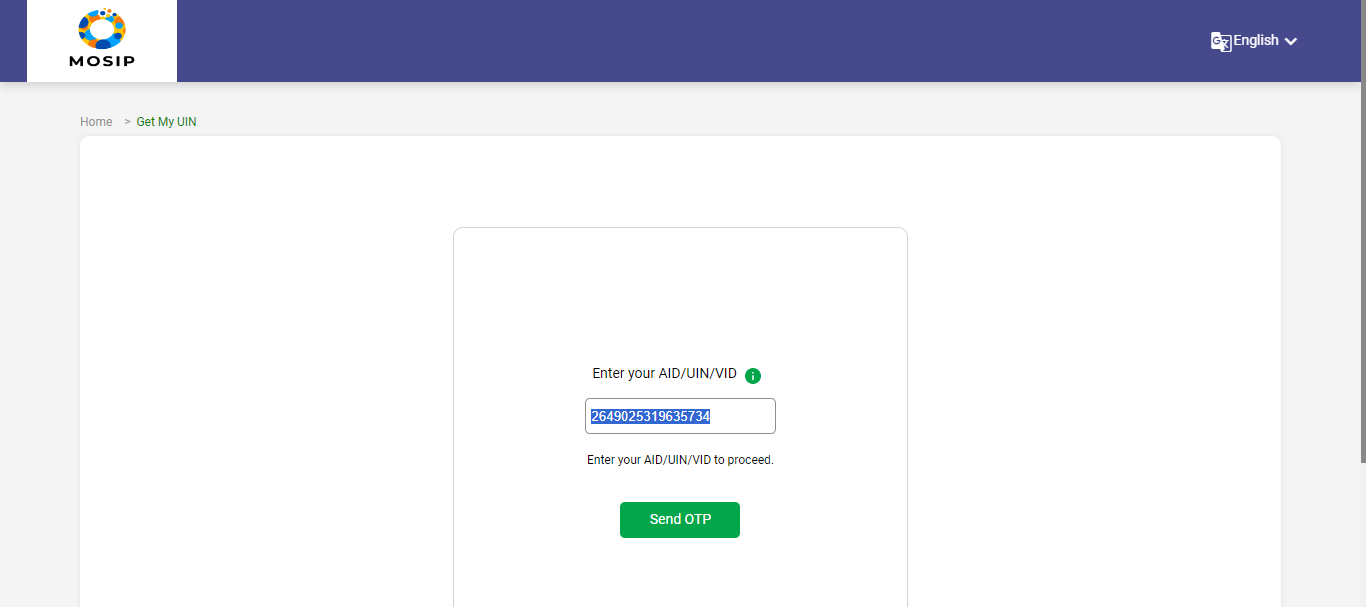 MOSIP
English
Home > Get My UIN
Enter your AID/UIN/VID
2649025319635734
Enter your AID/UIN/VID to proceed.
Send OTP